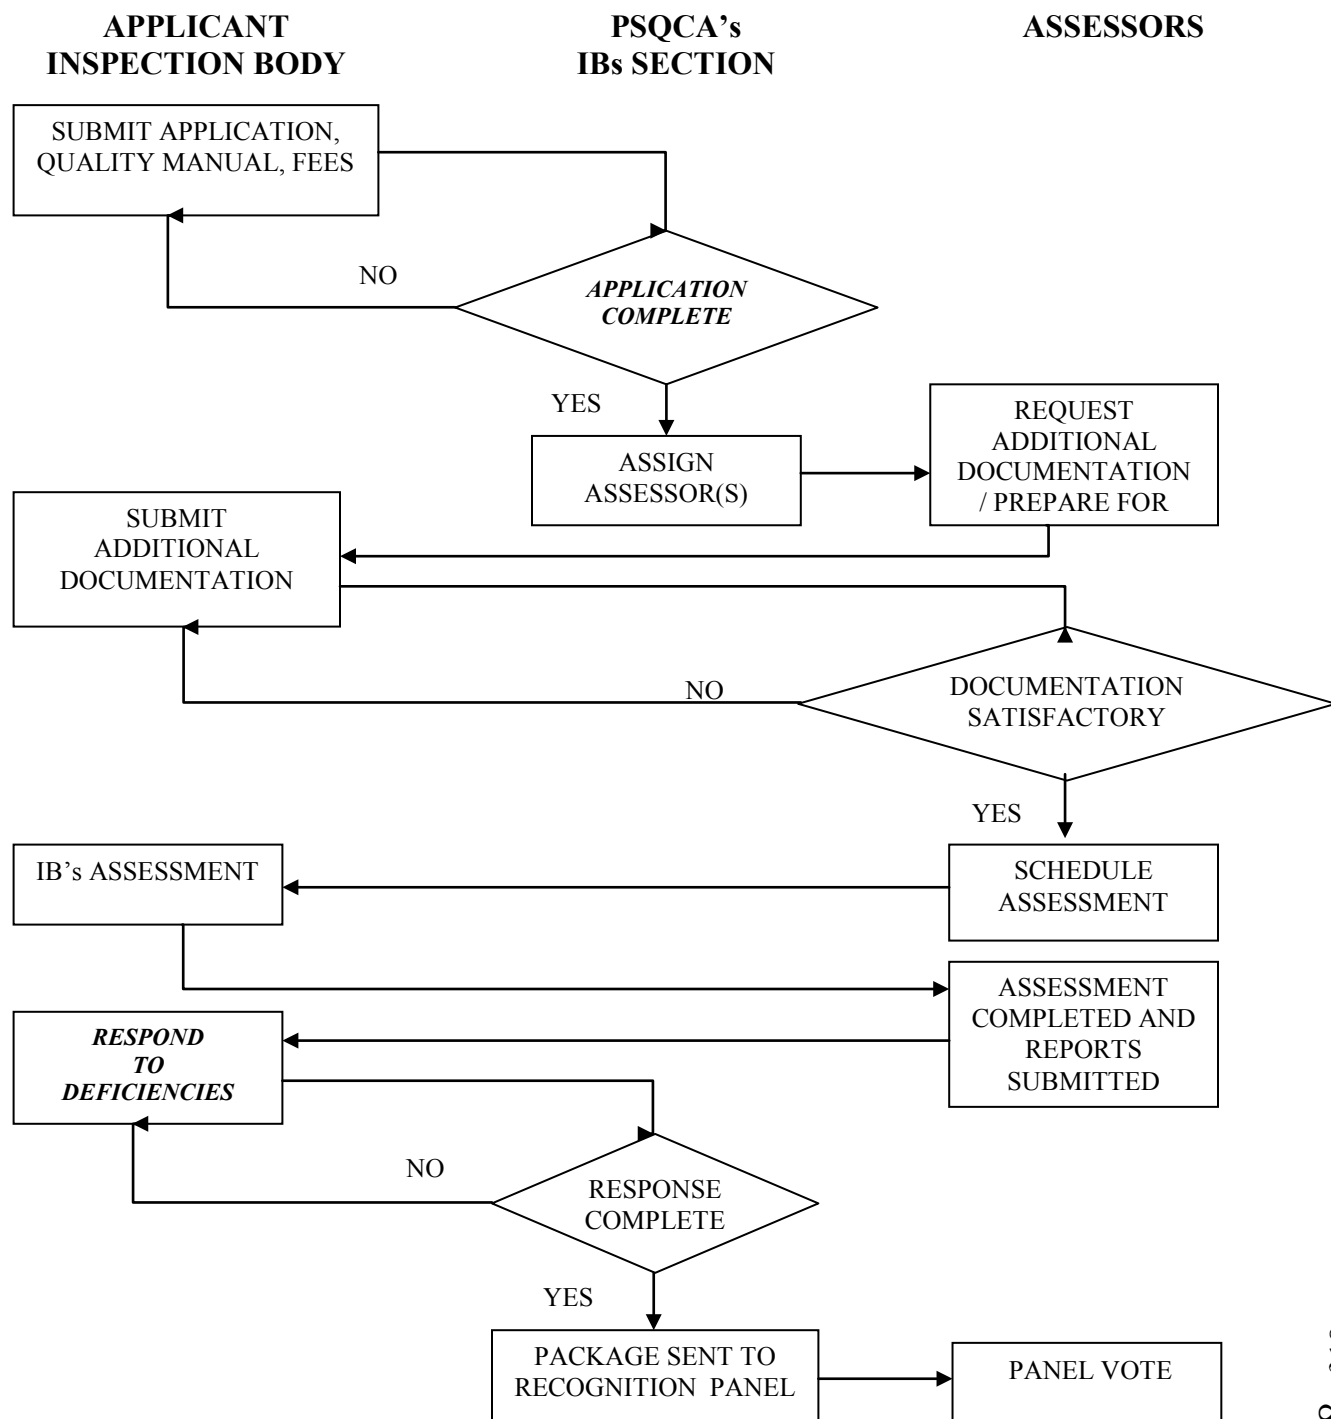 APPLICANT
INSPECTION BODY
PSQCA's
IBs SECTION
ASSESSORS
SUBMIT APPLICATION,
QUALITY MANUAL, FEES
NO
APPLICATION
COMPLETE
YES
ASSIGN
ASSESSOR(S)
REQUEST
ADDITIONAL
DOCUMENTATION
/ PREPARE FOR
SUBMIT
ADDITIONAL
DOCUMENTATION
NO
DOCUMENTATION
SATISFACTORY
YES
IB's ASSESSMENT
SCHEDULE
ASSESSMENT
ASSESSMENT
COMPLETED AND
REPORTS
SUBMITTED
RESPOND
TO
DEFICIENCIES
NO
RESPONSE
COMPLETE
YES
PACKAGE SENT TO
RECOGNITION PANEL
PANEL VOTE